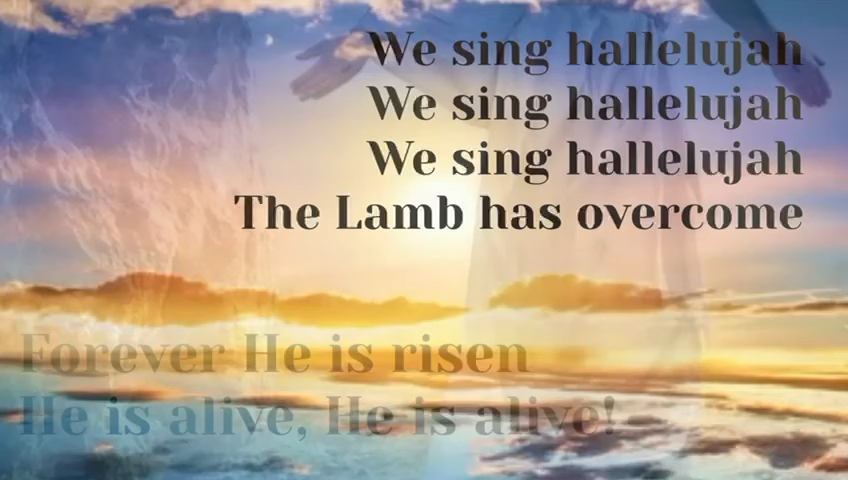 We sing hallelujah
We sing hallelujah
We sing hallelujah
The Lamb has overcome
Forever He is risen
He is alive, He is alive!